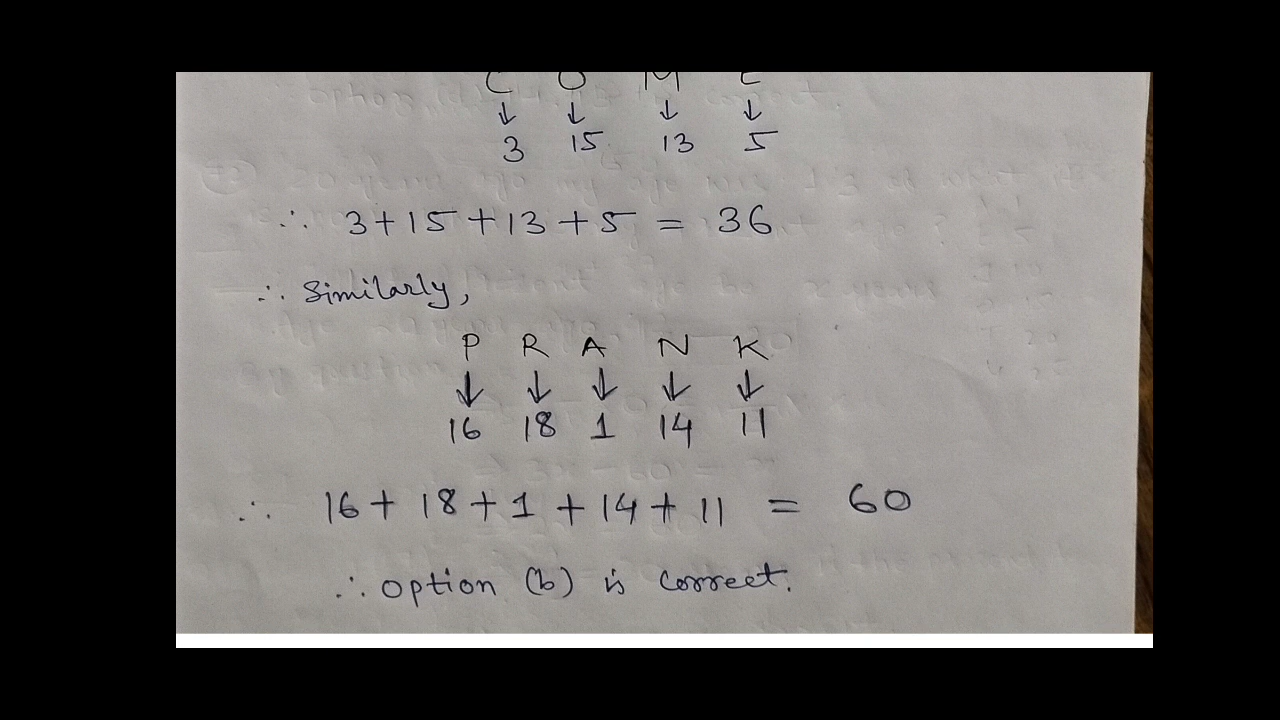 C O M E
↓ ↓ ↓ ↓
3 15 13 5
∴ 3+15+13+5 = 36
∴ Similarly,
P R A N K
↓ ↓ ↓ ↓ ↓
16 18 1 14 11
∴ 16+18+1+14+11 = 60
∴ option (b) is correct.